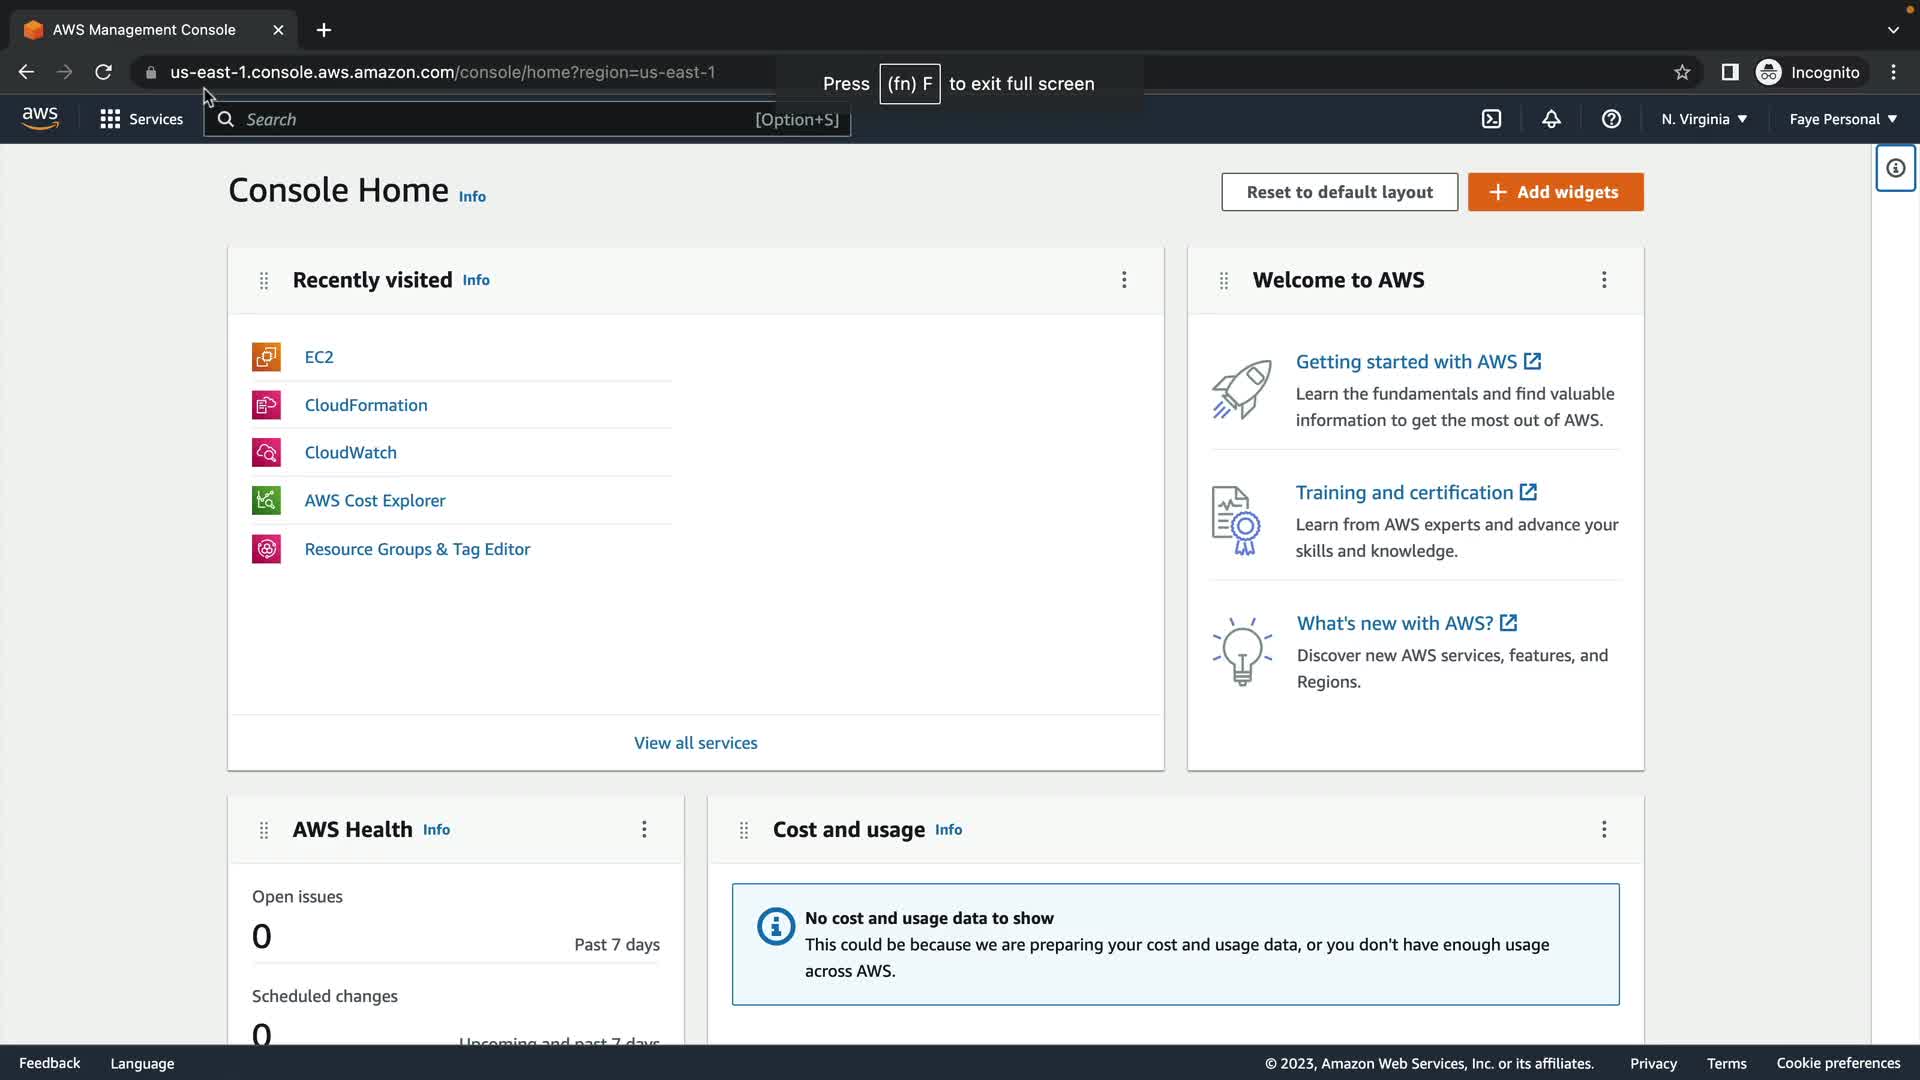 AWS Management Console
us-east-1.console.aws.amazon.com/console/home?region=us-east-1
Press (fn) F to exit full screen
Incognito
aws
Services
Search
[Option+S]
N. Virginia
Faye Personal
Console Home Info
Reset to default layout
Add widgets
Recently visited Info
EC2
CloudFormation
CloudWatch
AWS Cost Explorer
Resource Groups & Tag Editor
View all services
Welcome to AWS
Getting started with AWS
Learn the fundamentals and find valuable
information to get the most out of AWS.
Training and certification
Learn from AWS experts and advance your
skills and knowledge.
What's new with AWS?
Discover new AWS services, features, and
Regions.
AWS Health Info
Open issues
0
Past 7 days
Scheduled changes
0
Upcoming and past 7 days
Cost and usage Info
No cost and usage data to show
This could be because we are preparing your cost and usage data, or you don't have enough usage
across AWS.
Feedback
Language
© 2023, Amazon Web Services, Inc. or its affiliates.
Privacy
Terms
Cookie preferences